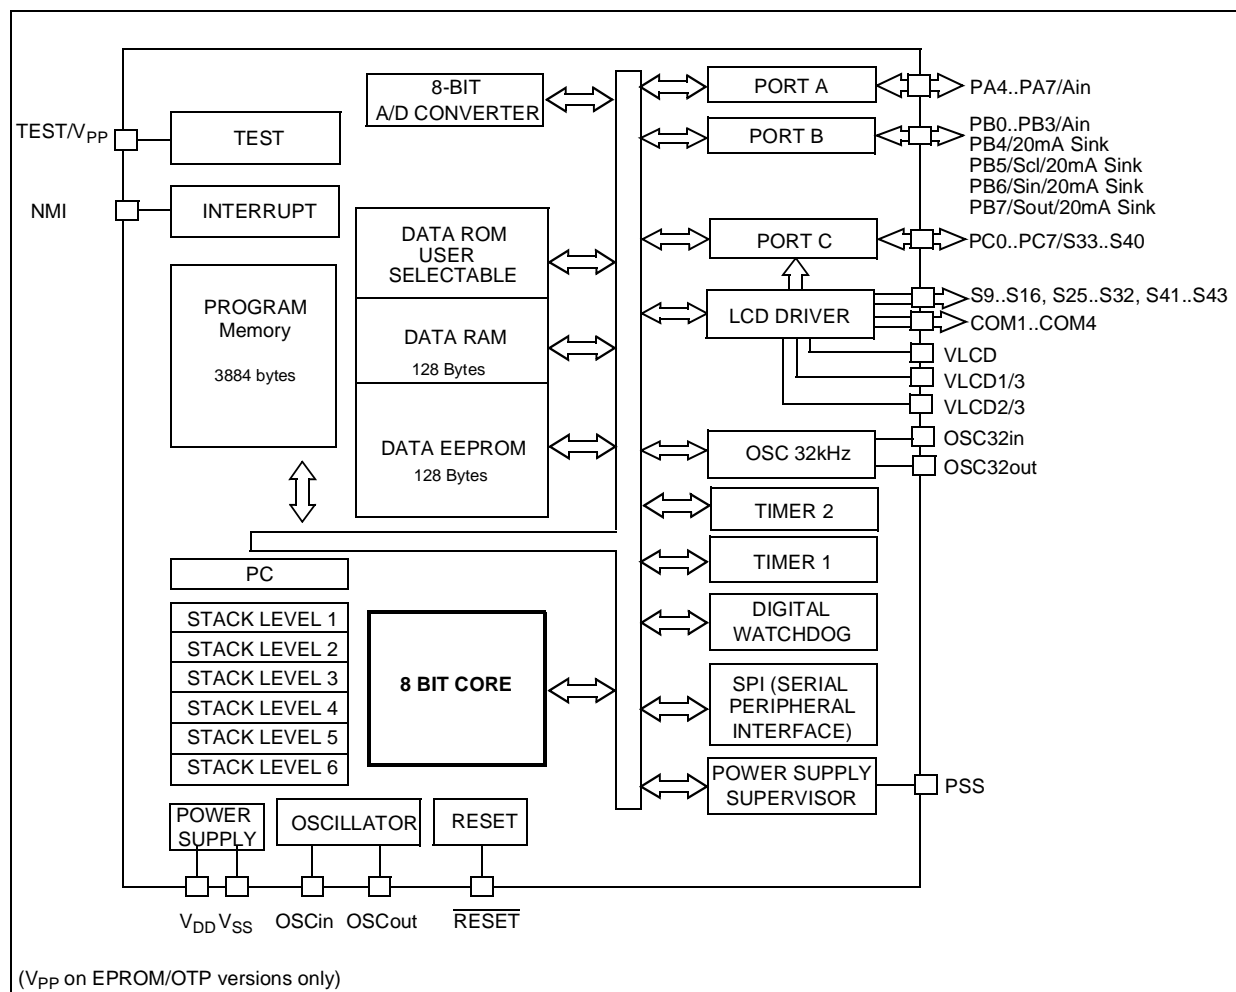 8-BIT
A/D CONVERTER
PORT A
PA4..PA7/Ain
TEST/VPP
TEST
PORT B
PB0..PB3/Ain
PB4/20mA Sink
PB5/Scl/20mA Sink
PB6/Sin/20mA Sink
PB7/Sout/20mA Sink
NMI
INTERRUPT
DATA ROM
USER
SELECTABLE
PORT C
PC0..PC7/S33..S40
PROGRAM
Memory
3884 bytes
DATA RAM
128 Bytes
LCD DRIVER
S9..S16, S25..S32, S41..S43
COM1..COM4
VLCD
VLCD1/3
VLCD2/3
DATA EEPROM
128 Bytes
OSC 32kHz
OSC32in
OSC32out
TIMER 2
TIMER 1
PC
STACK LEVEL 1
STACK LEVEL 2
STACK LEVEL 3
STACK LEVEL 4
STACK LEVEL 5
STACK LEVEL 6
8 BIT CORE
DIGITAL
WATCHDOG
SPI (SERIAL
PERIPHERAL
INTERFACE)
POWER SUPPLY
SUPERVISOR
PSS
POWER
SUPPLY
OSCILLATOR
RESET
VDD VSS OSCin OSCout RESET
(VPP on EPROM/OTP versions only)